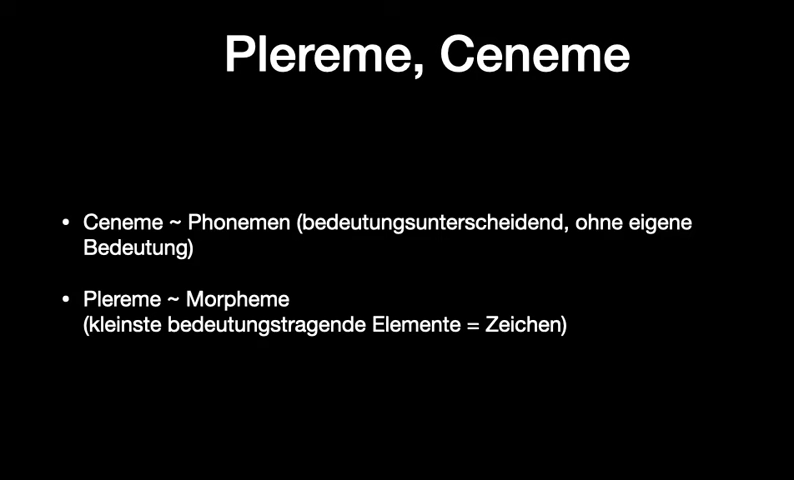 Plereme, Ceneme
• Ceneme ~ Phonemen (bedeutungsunterscheidend, ohne eigene
Bedeutung)
• Plereme ~ Morpheme
(kleinste bedeutungstragende Elemente = Zeichen)